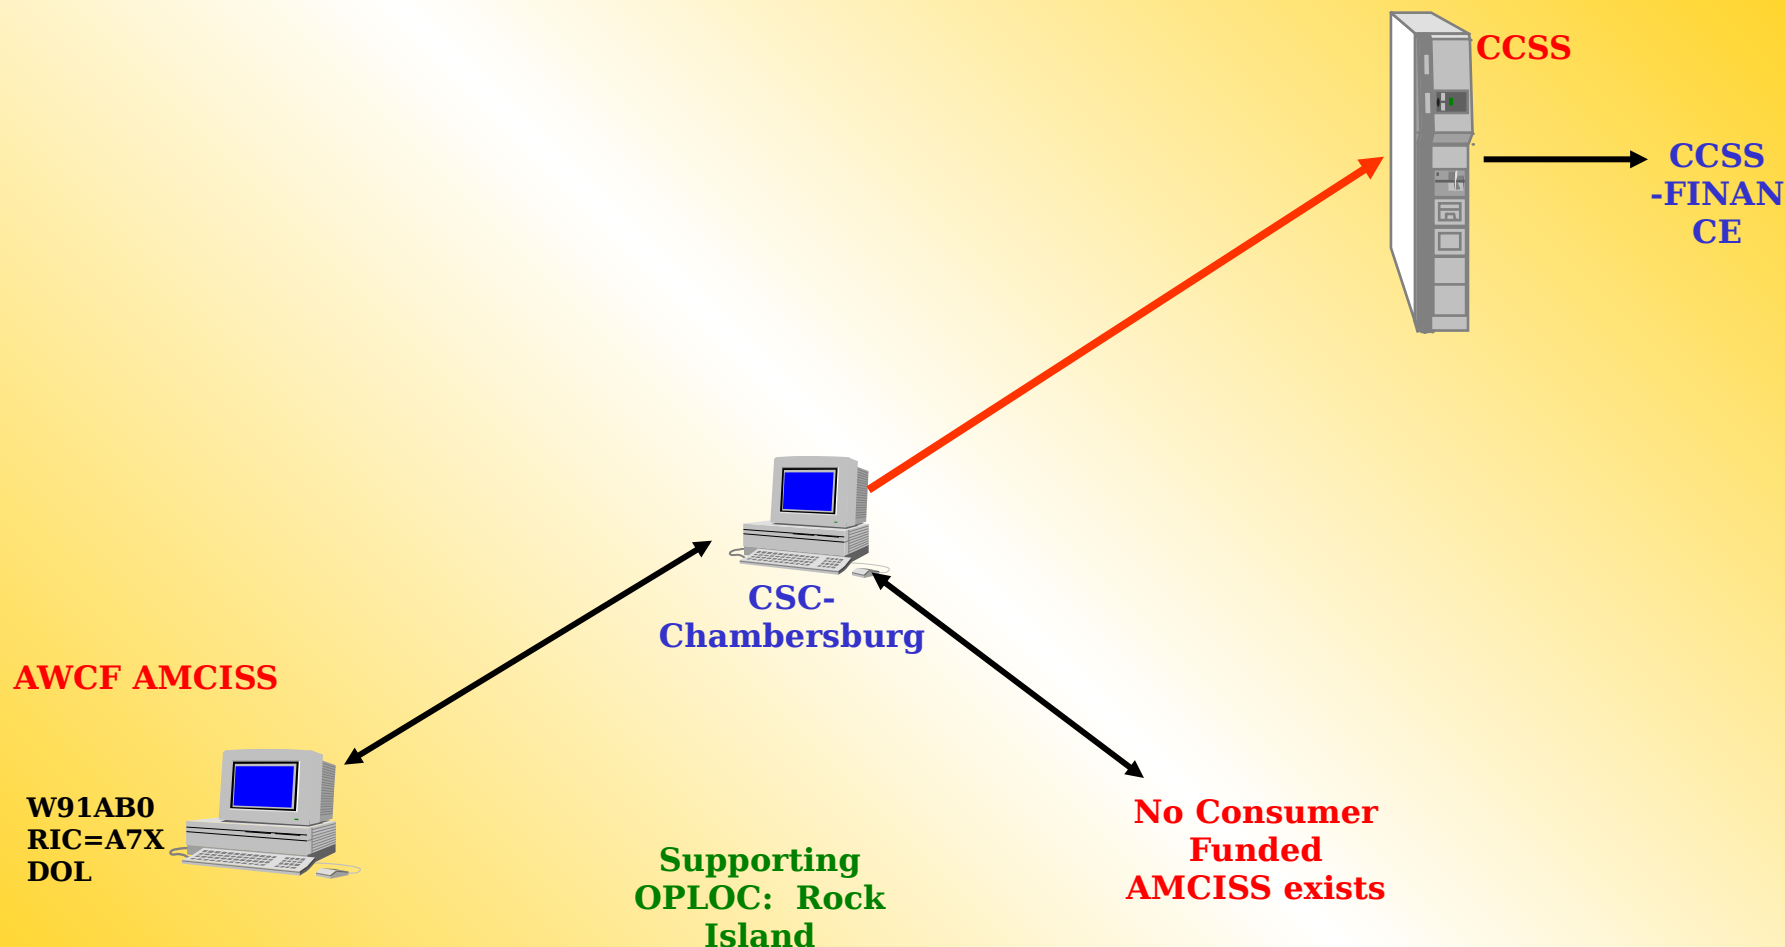 CCSS
CCSS
-FINAN
CE
CSC-
Chambersburg
AWCF AMCISS
W91AB0
RIC=A7X
DOL
No Consumer
Funded
AMCISS exists
Supporting
OPLOC: Rock
Island